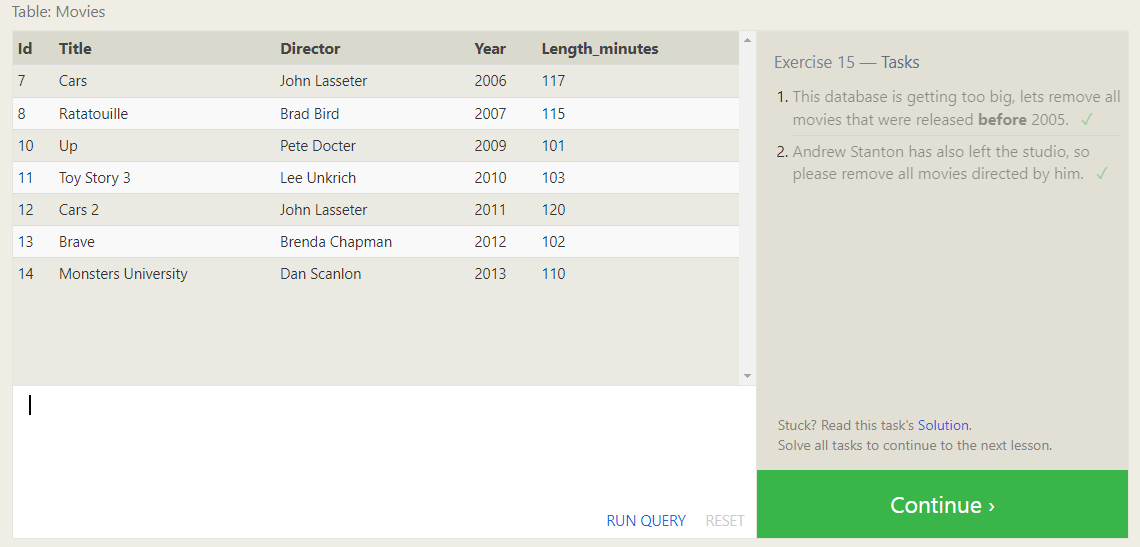 Table: Movies
Id Title Director Year Length_minutes
7 Cars John Lasseter 2006 117
8 Ratatouille Brad Bird 2007 115
10 Up Pete Docter 2009 101
11 Toy Story 3 Lee Unkrich 2010 103
12 Cars 2 John Lasseter 2011 120
13 Brave Brenda Chapman 2012 102
14 Monsters University Dan Scanlon 2013 110
RUN QUERY RESET
Exercise 15 — Tasks
1. This database is getting too big, lets remove all
movies that were released before 2005. ✓
2. Andrew Stanton has also left the studio, so
please remove all movies directed by him. ✓
Stuck? Read this task's Solution.
Solve all tasks to continue to the next lesson.
Continue ›